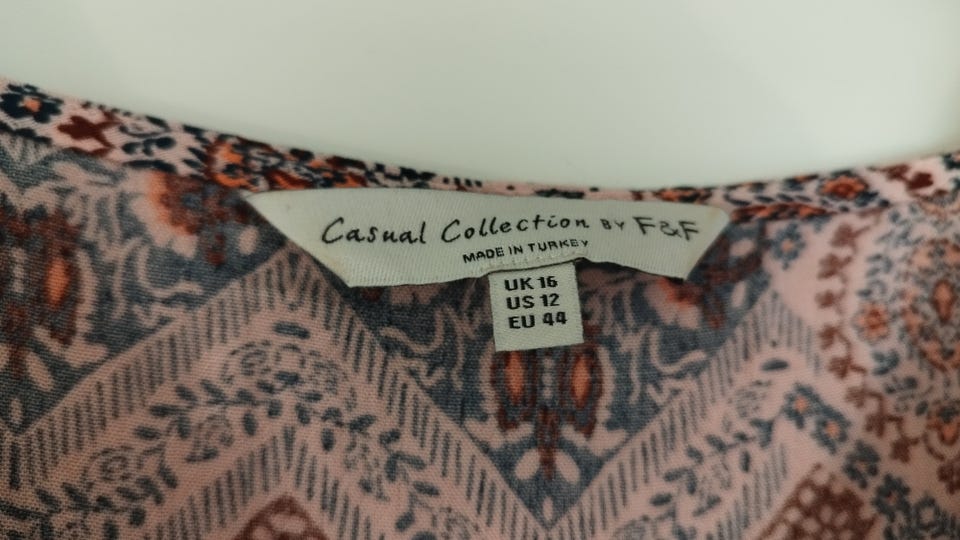 Casual Collection BY F&F
MADE IN TURKEY
UK 16
US 12
EU 44